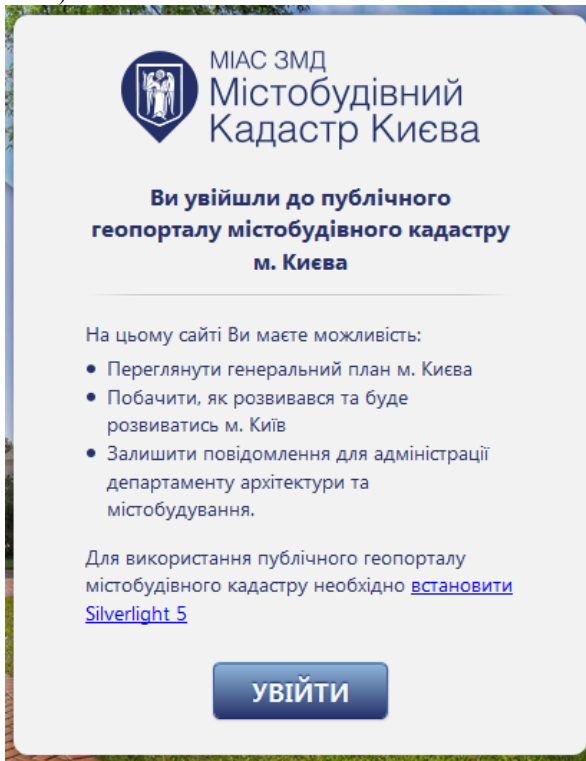 МІАС ЗМД
Містобудівний
Кадастр Києва
Ви увійшли до публічного
геопорталу містобудівного кадастру
м. Києва
На цьому сайті Ви маєте можливість:
• Переглянути генеральний план м. Києва
• Побачити, як розвивався та буде
розвиватись м. Київ
• Залишити повідомлення для адміністрації
департаменту архітектури та
містобудування.
Для використання публічного геопорталу
містобудівного кадастру необхідно встановити
Silverlight 5
УВІЙТИ